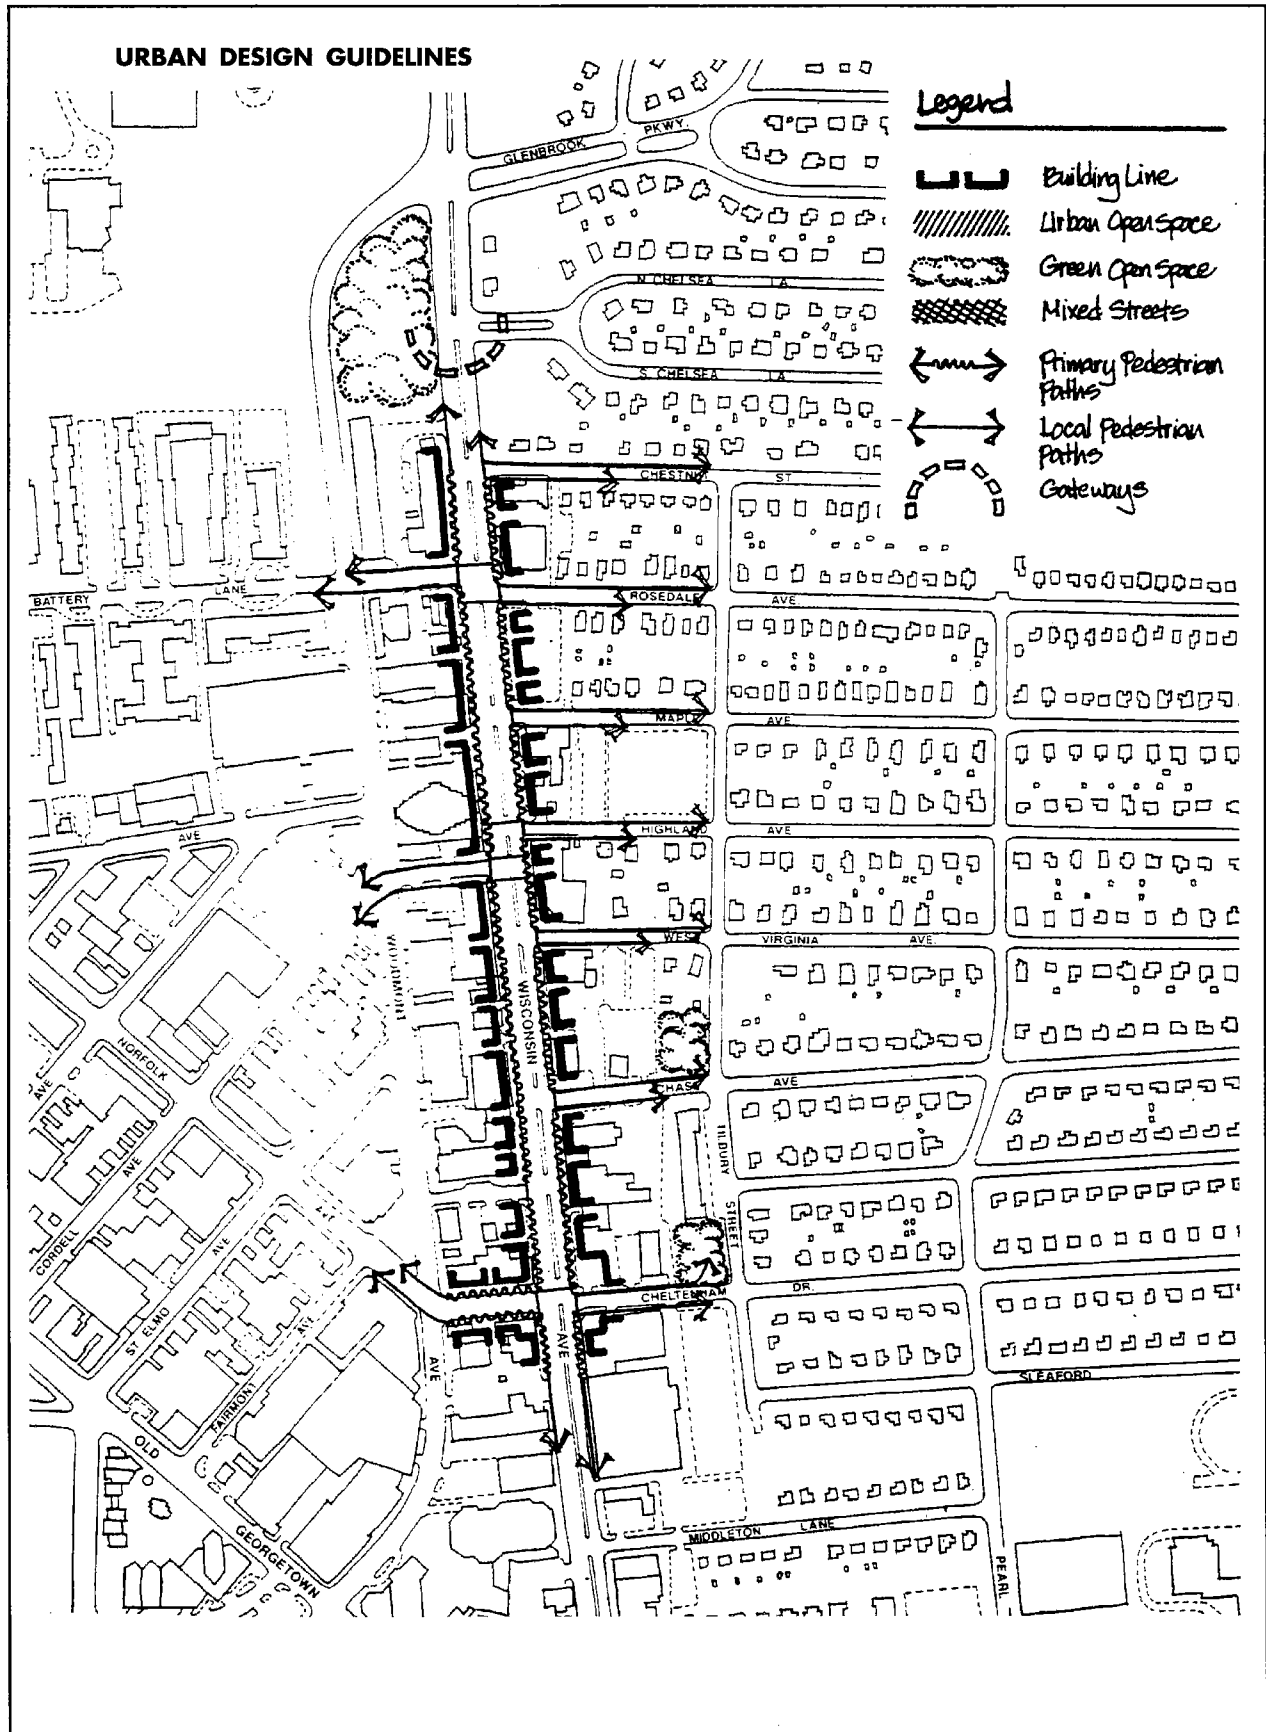 URBAN DESIGN GUIDELINES
Legend
Building Line
Urban Open Space
Green Open Space
Mixed Streets
Primary Pedestrian
Paths
Local Pedestrian
Paths
Gateways
GLENBROOK PKWY.
N. CHELSEA LA.
S. CHELSEA LA.
CHESTNUT ST
BATTERY LANE
ROSEDALE AVE.
MAPLE AVE.
AVE
HIGHLAND AVE
WEST VIRGINIA AVE.
WOODMONT
WISCONSIN
NORFOLK
AVE
CHASE AVE
TILBURY
STREET
AVE
CORDELL
AVE
AVE
ST ELMO
AVE
CHELTENHAM DR.
AVE
AVE
FAIRMONT
SLEAFORD
OLD
GEORGETOWN
MIDDLETON LANE
PEARL